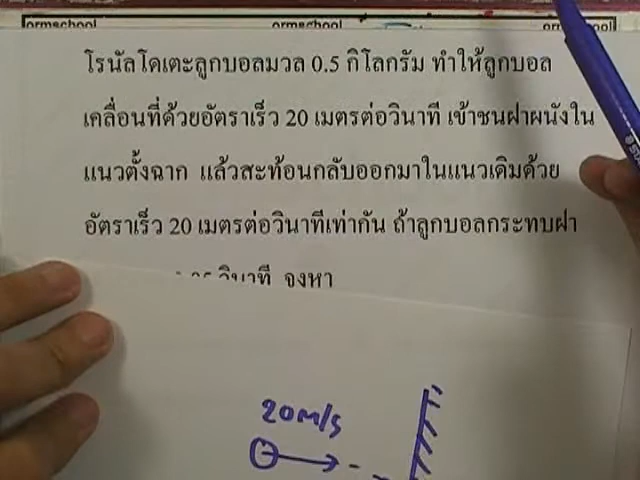 ormschool ormschool ormschool
โรนัลโดเตะลูกบอลมวล 0.5 กิโลกรัม ทำให้ลูกบอล
เคลื่อนที่ด้วยอัตราเร็ว 20 เมตรต่อวินาที เข้าชนฝาผนังใน
แนวตั้งฉาก แล้วสะท้อนกลับออกมาในแนวเดิมด้วย
อัตราเร็ว 20 เมตรต่อวินาทีเท่ากัน ถ้าลูกบอลกระทบฝา
วินาที จงหา
20m/s